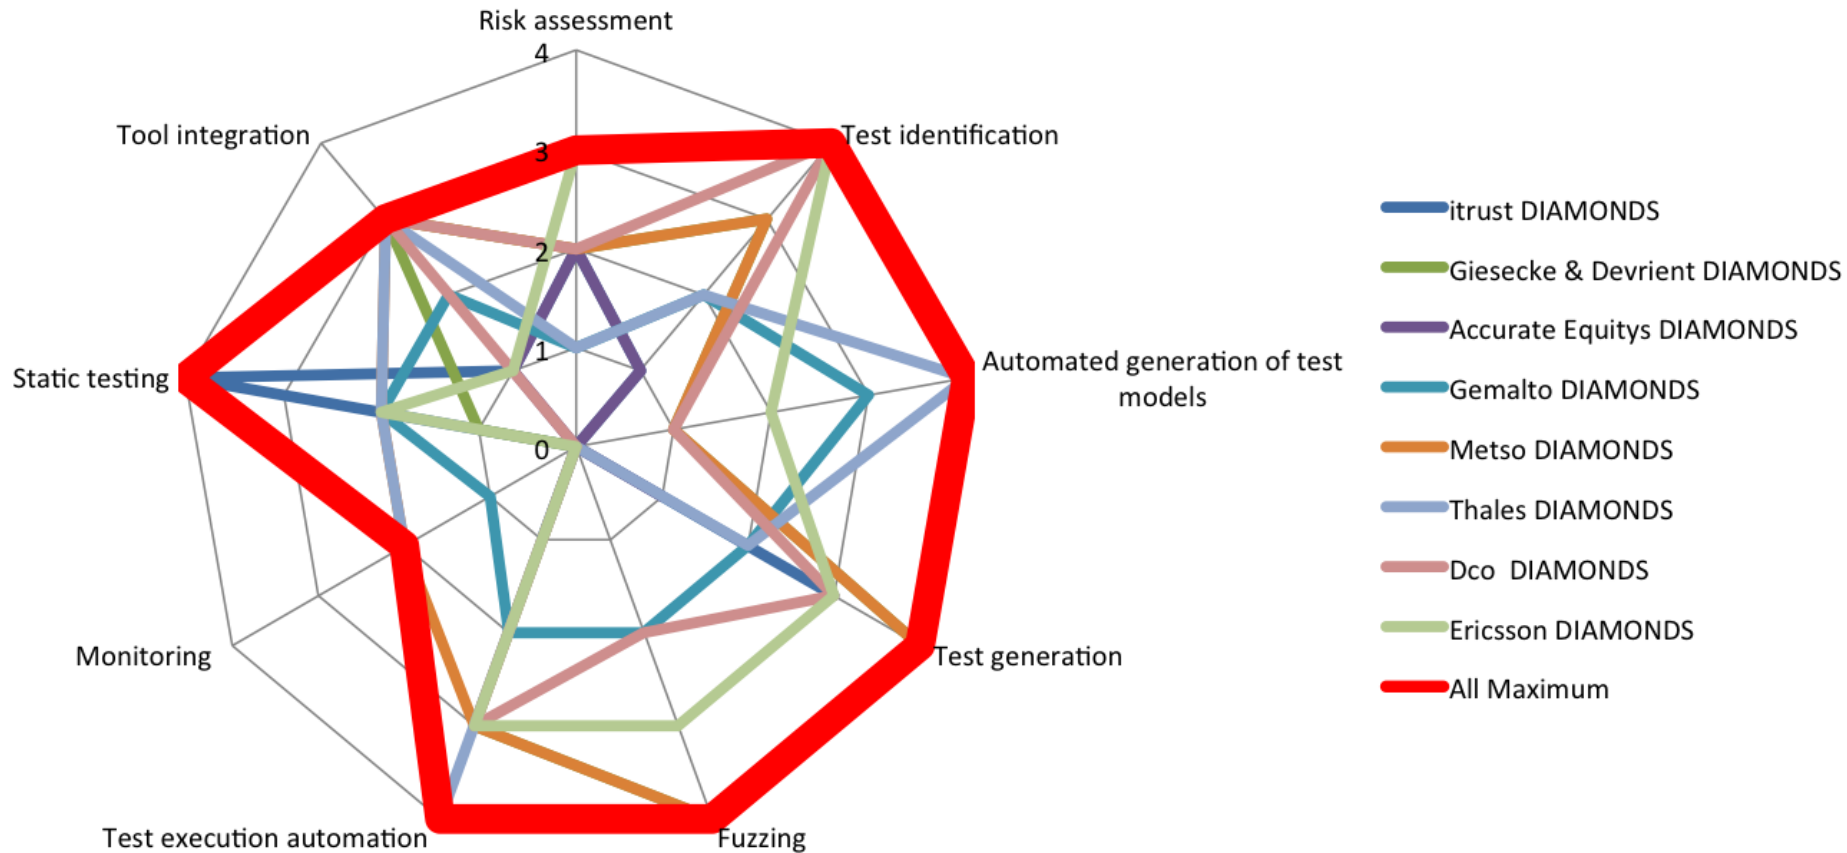 Risk assessment
4
Tool integration
Test identification
3
2
Automated generation of test
models
1
Static testing
0
Monitoring
Test generation
Test execution automation
Fuzzing
itrust DIAMONDS
Giesecke & Devrient DIAMONDS
Accurate Equitys DIAMONDS
Gemalto DIAMONDS
Metso DIAMONDS
Thales DIAMONDS
Dco  DIAMONDS
Ericsson DIAMONDS
All Maximum